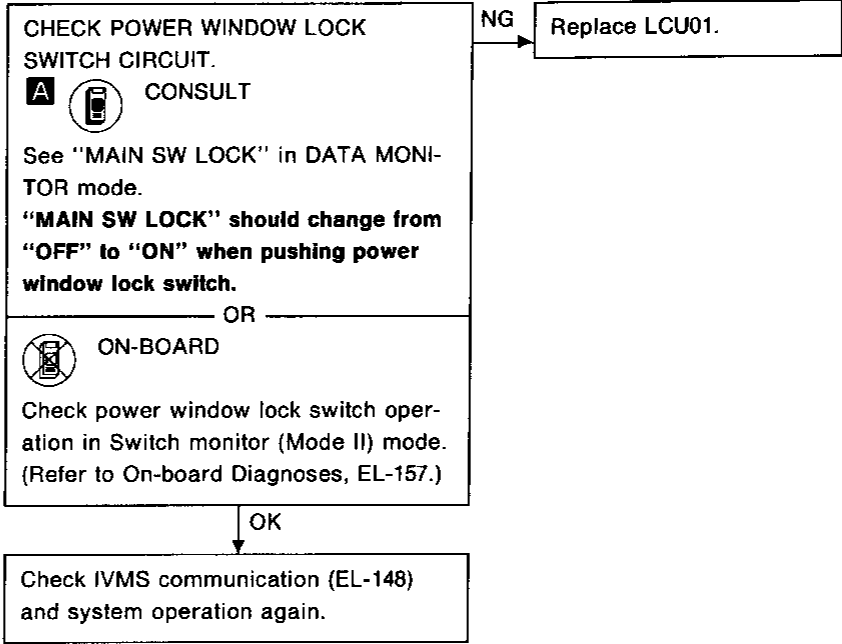 CHECK POWER WINDOW LOCK
SWITCH CIRCUIT.
A CONSULT
See "MAIN SW LOCK" in DATA MONI-
TOR mode.
"MAIN SW LOCK" should change from
"OFF" to "ON" when pushing power
window lock switch.
OR
ON-BOARD
Check power window lock switch oper-
ation in Switch monitor (Mode II) mode.
(Refer to On-board Diagnoses, EL-157.)
NG
Replace LCU01.
OK
Check IVMS communication (EL-148)
and system operation again.